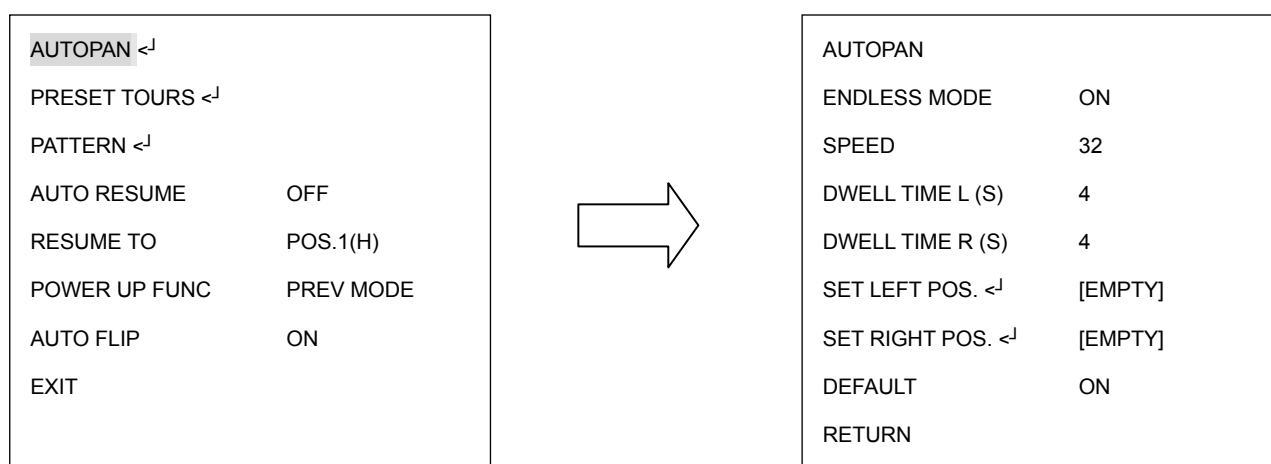 AUTOPAN <┘
PRESET TOURS <┘
PATTERN <┘
AUTO RESUME OFF
RESUME TO POS.1(H)
POWER UP FUNC PREV MODE
AUTO FLIP ON
EXIT
AUTOPAN
ENDLESS MODE ON
SPEED 32
DWELL TIME L (S) 4
DWELL TIME R (S) 4
SET LEFT POS. <┘ [EMPTY]
SET RIGHT POS. <┘ [EMPTY]
DEFAULT ON
RETURN